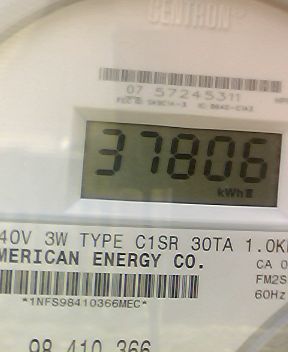 CENTRON®
07 57245311
37806
kWh
40V 3W TYPE C1SR 30TA 1.0K
MERICAN ENERGY CO.
CA 0
FM2S
60Hz
*1NFS98410366MEC*
98 410 366